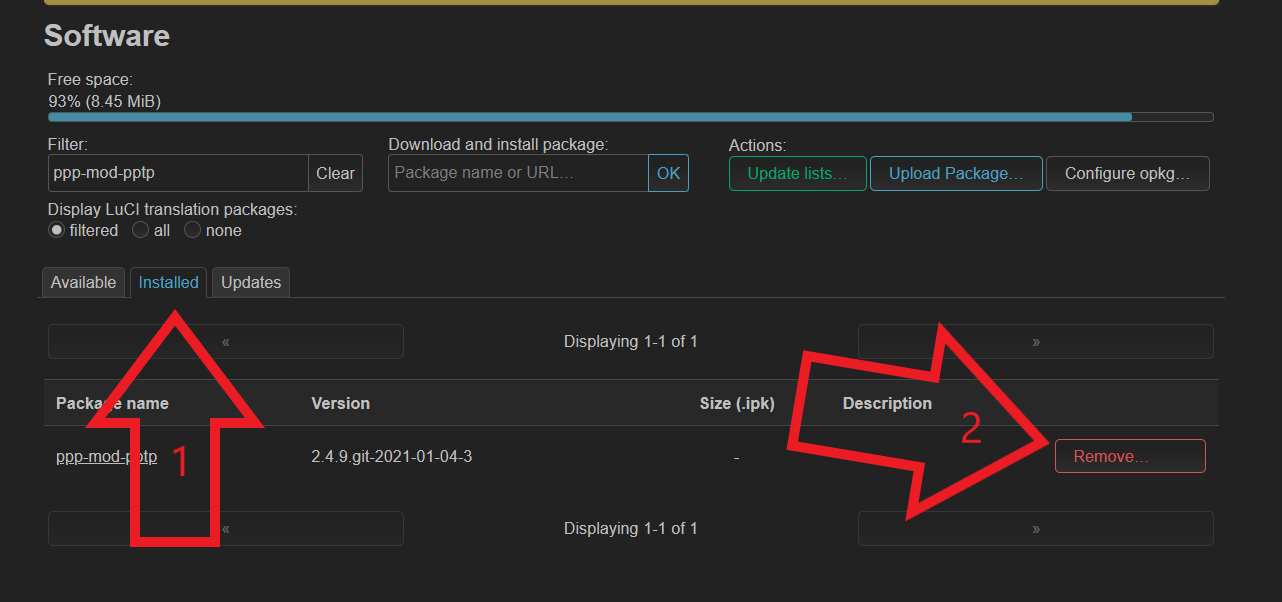 Software
Free space:
93% (8.45 MiB)
Filter:
Download and install package:
Actions:
ppp-mod-pptp
Clear
Package name or URL...
OK
Update lists...
Upload Package...
Configure opkg...
Display LuCI translation packages:
filtered all none
Available Installed Updates
« Displaying 1-1 of 1 »
Package name Version Size (.ipk) Description
ppp-mod-pptp 2.4.9.git-2021-01-04-3 - Remove...
1
2
« Displaying 1-1 of 1 »